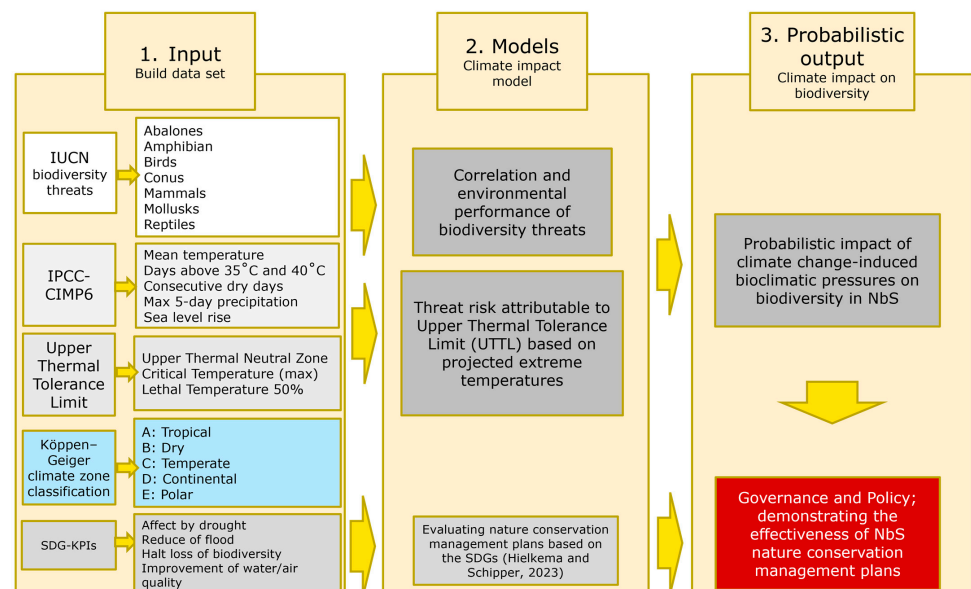 1. Input
Build data set
IUCN
biodiversity
threats
Abalones
Amphibian
Birds
Conus
Mammals
Mollusks
Reptiles
IPCC-
CIMP6
Mean temperature
Days above 35˚C and 40˚C
Consecutive dry days
Max 5-day precipitation
Sea level rise
Upper
Thermal
Tolerance
Limit
Upper Thermal Neutral Zone
Critical Temperature (max)
Lethal Temperature 50%
Köppen–
Geiger
climate zone
classification
A: Tropical
B: Dry
C: Temperate
D: Continental
E: Polar
SDG-KPIs
Affect by drought
Reduce of flood
Halt loss of biodiversity
Improvement of water/air
quality
2. Models
Climate impact
model
Correlation and
environmental
performance of
biodiversity threats
Threat risk attributable to
Upper Thermal Tolerance
Limit (UTTL) based on
projected extreme
temperatures
Evaluating nature conservation
management plans based on
the SDGs (Hielkema and
Schipper, 2023)
3. Probabilistic
output
Climate impact on
biodiversity
Probabilistic impact of
climate change-induced
bioclimatic pressures on
biodiversity in NbS
Governance and Policy;
demonstrating the
effectiveness of NbS
nature conservation
management plans